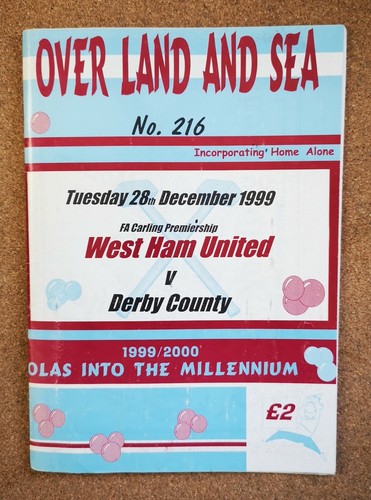 OVER LAND AND SEA
No. 216
Incorporating' Home Alone
Tuesday 28th December 1999
FA Carling Premiership
West Ham United
v
Derby County
1999/2000
OLAS INTO THE MILLENNIUM
£2